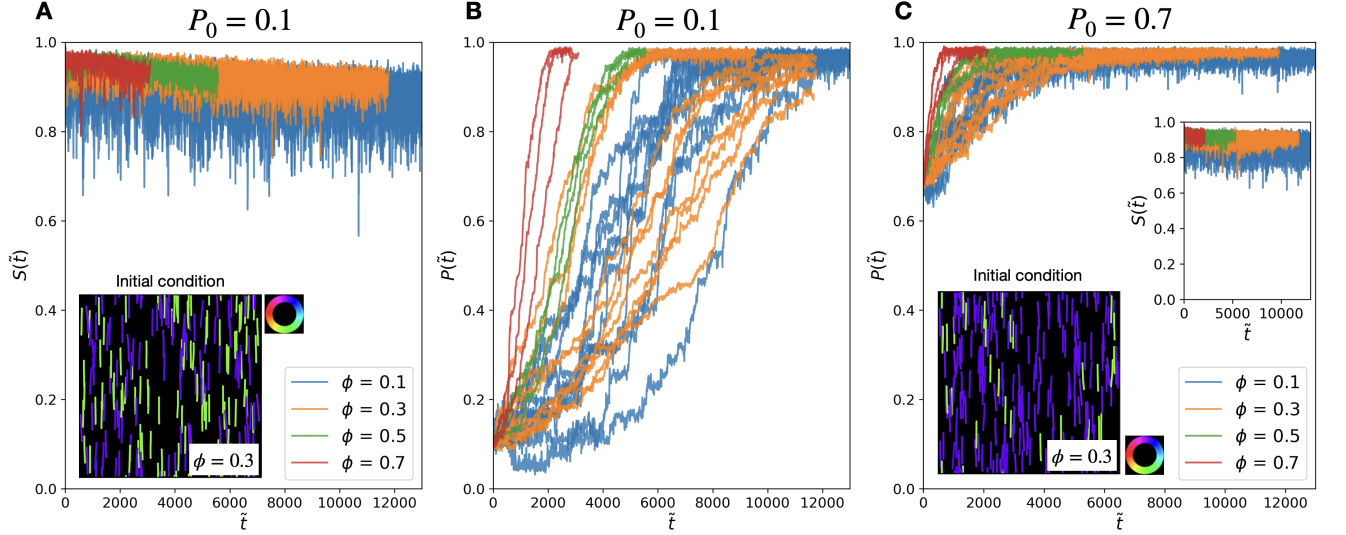 A
P₀ = 0.1
1.0
0.8
0.6
0.4
0.2
0.0
S(t̃)
Initial condition
ϕ = 0.3
ϕ = 0.1
ϕ = 0.3
ϕ = 0.5
ϕ = 0.7
0 2000 4000 6000 8000 10000 12000
t̃
B
P₀ = 0.1
1.0
0.8
0.6
0.4
0.2
0.0
P(t̃)
0 2000 4000 6000 8000 10000 12000
t̃
C
P₀ = 0.7
1.0
0.8
0.6
0.4
0.2
0.0
P(t̃)
1.0
0.8
0.6
0.4
0.2
0.0
S(t̃)
0 5000 10000
t̃
Initial condition
ϕ = 0.3
ϕ = 0.1
ϕ = 0.3
ϕ = 0.5
ϕ = 0.7
0 2000 4000 6000 8000 10000 12000
t̃